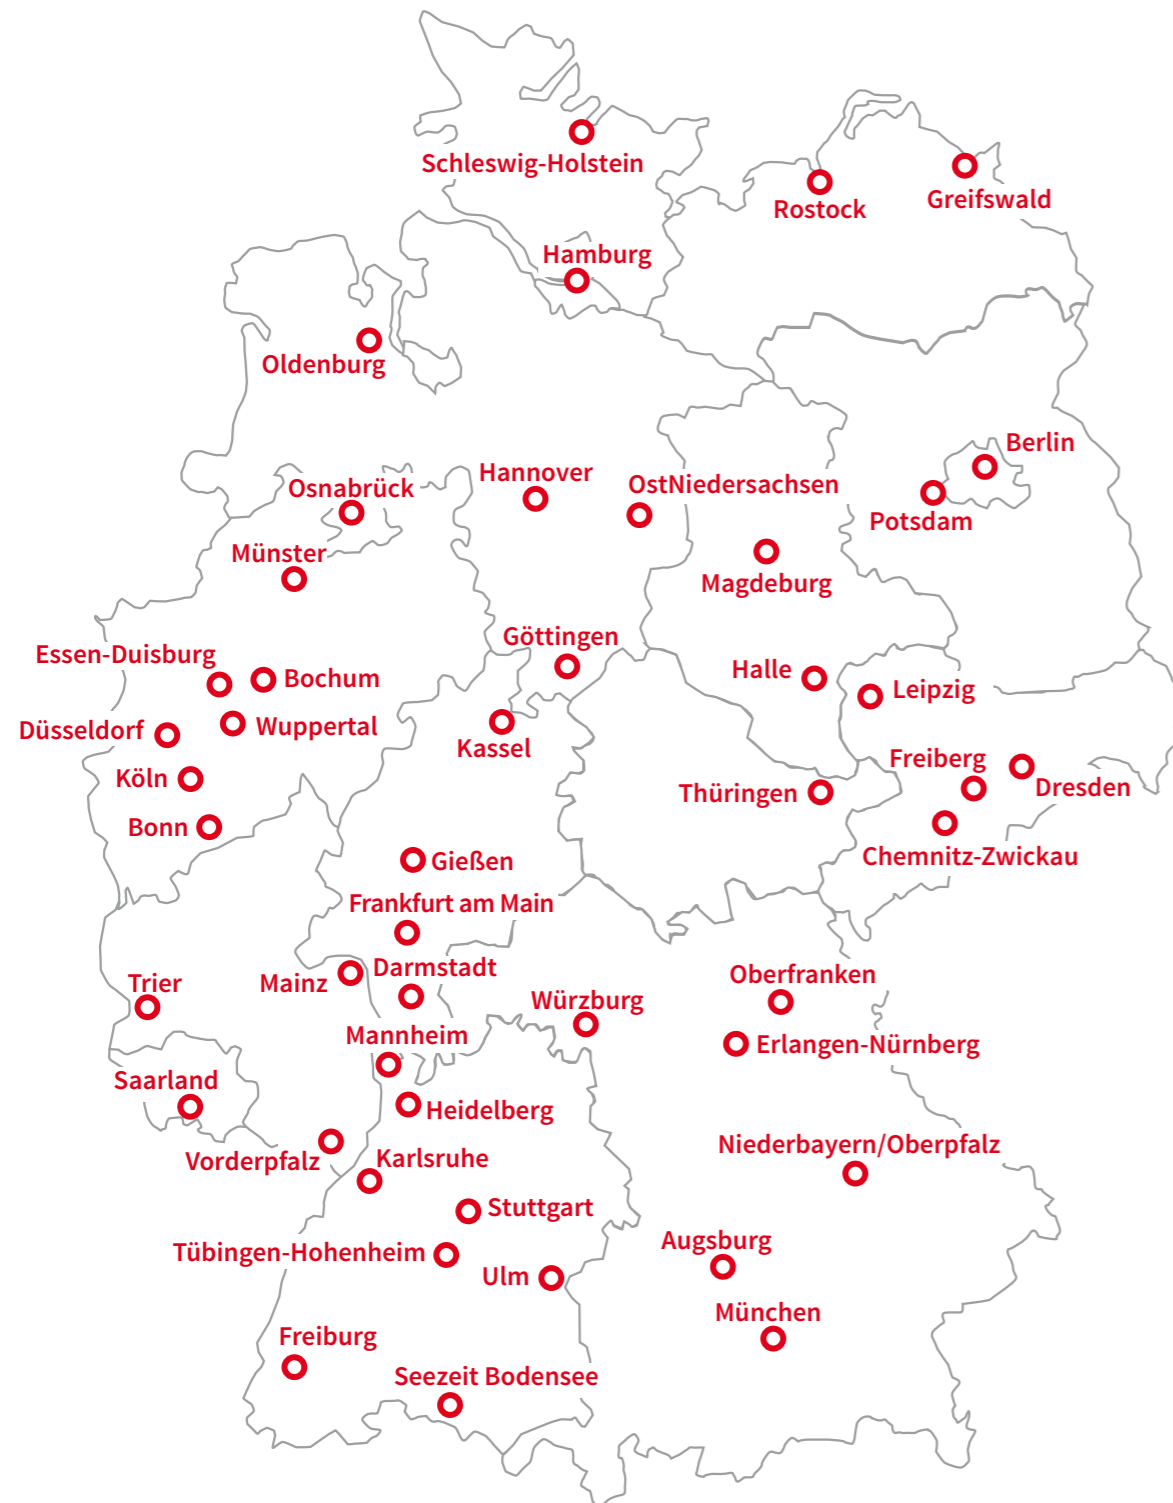 Schleswig-Holstein
Greifswald
Rostock
Hamburg
Oldenburg
Berlin
Hannover
OstNiedersachsen
Osnabrück
Potsdam
Münster
Magdeburg
Göttingen
Essen-Duisburg
Halle
Bochum
Leipzig
Wuppertal
Düsseldorf
Kassel
Freiberg
Köln
Dresden
Thüringen
Bonn
Chemnitz-Zwickau
Gießen
Frankfurt am Main
Darmstadt
Oberfranken
Trier
Mainz
Würzburg
Mannheim
Erlangen-Nürnberg
Saarland
Heidelberg
Niederbayern/Oberpfalz
Karlsruhe
Vorderpfalz
Stuttgart
Augsburg
Tübingen-Hohenheim
Ulm
München
Freiburg
Seezeit Bodensee